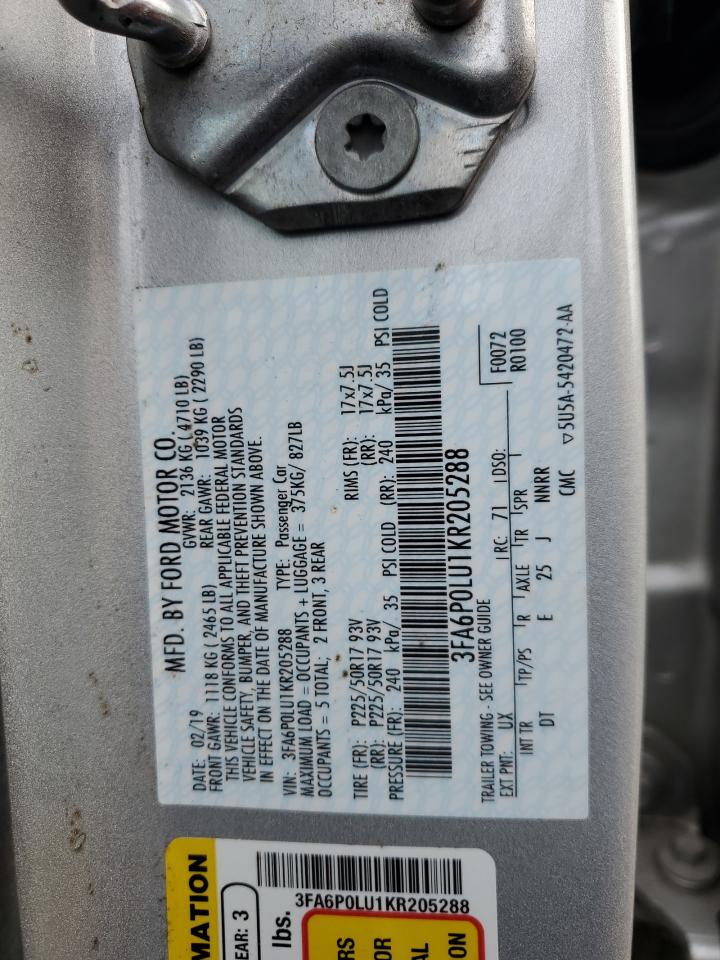 MFD. BY FORD MOTOR CO.
DATE: 02/19 GVWR: 2136 KG ( 4710 LB)
FRONT GAWR: 1118 KG ( 2465 LB) REAR GAWR: 1039 KG ( 2290 LB)
THIS VEHICLE CONFORMS TO ALL APPLICABLE FEDERAL MOTOR
VEHICLE SAFETY, BUMPER, AND THEFT PREVENTION STANDARDS
IN EFFECT ON THE DATE OF MANUFACTURE SHOWN ABOVE.
VIN: 3FA6P0LU1KR205288 TYPE: Passenger Car
MAXIMUM LOAD = OCCUPANTS + LUGGAGE = 375KG/ 827LB
OCCUPANTS = 5 TOTAL; 2 FRONT, 3 REAR
TIRE (FR): P225/50R17 93V RIMS (FR): 17x7.5J
(RR): P225/50R17 93V (RR): 17x7.5J
PRESSURE (FR): 240 kPa/ 35 PSI COLD (RR): 240 kPa/ 35 PSI COLD
3FA6P0LU1KR205288
TRAILER TOWING - SEE OWNER GUIDE F0072
EXT PNT: UX RC: 71 DSO: R0100
INT TR TP/PS R AXLE TR SPR
DT E 25 J NNRR
CMC ▽5U5A-5420472-AA
MATION
3FA6P0LU1KR205288
EAR: 3
lbs.
RS
OR
AL
ON